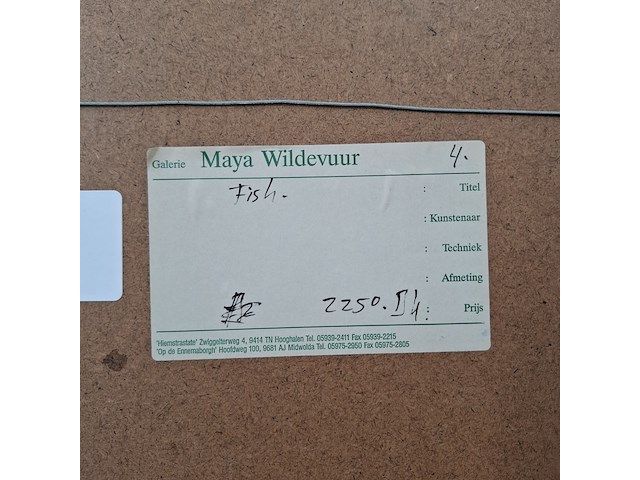 Galerie Maya Wildevuur 4.
Fish. : Titel
: Kunstenaar
: Techniek
: Afmeting
2250. : Prijs
'Hiemstrastate' Zwiggelterweg 4, 9414 TN Hooghalen Tel. 05939-2411 Fax 05939-2215
'Op de Ennemaborgh' Hoofdweg 100, 9681 AJ Midwolda Tel. 05975-2950 Fax 05975-2805